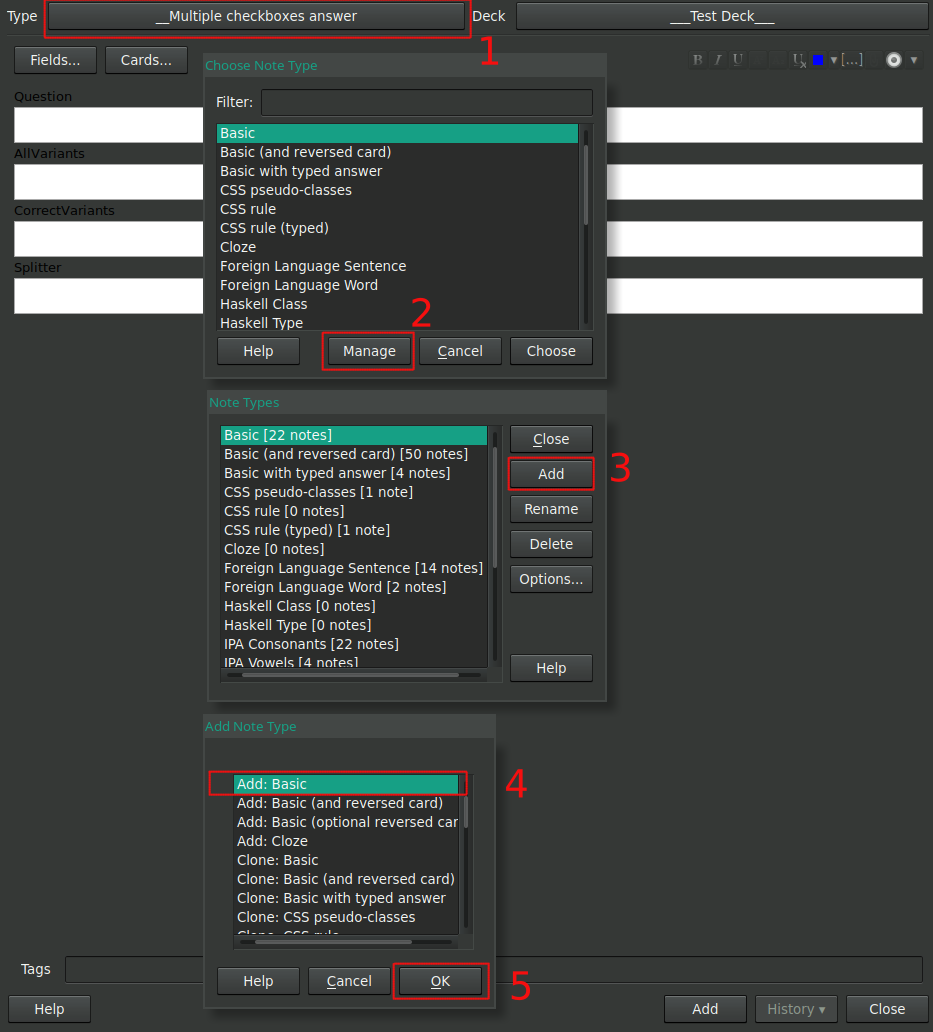 Type __Multiple checkboxes answer Deck ___Test Deck___
1
Fields... Cards... B I U Ux [...]
Choose Note Type
Question
Filter:
Basic
Basic (and reversed card)
AllVariants
Basic with typed answer
CSS pseudo-classes
CorrectVariants
CSS rule
CSS rule (typed)
Cloze
Splitter
Foreign Language Sentence
Foreign Language Word
Haskell Class
Haskell Type
2
Help Manage Cancel Choose
Note Types
Basic [22 notes]
Basic (and reversed card) [50 notes]
Basic with typed answer [4 notes]
CSS pseudo-classes [1 note]
CSS rule [0 notes]
CSS rule (typed) [1 note]
Cloze [0 notes]
Foreign Language Sentence [14 notes]
Foreign Language Word [2 notes]
Haskell Class [0 notes]
Haskell Type [0 notes]
IPA Consonants [22 notes]
IPA Vowels [4 notes]
Close
Add
3
Rename
Delete
Options...
Help
Add Note Type
Add: Basic
4
Add: Basic (and reversed card)
Add: Basic (optional reversed car
Add: Cloze
Clone: Basic
Clone: Basic (and reversed card)
Clone: Basic with typed answer
Clone: CSS pseudo-classes
Clone: CSS rule
Tags
Help Cancel OK
5
Help Add History ▾ Close